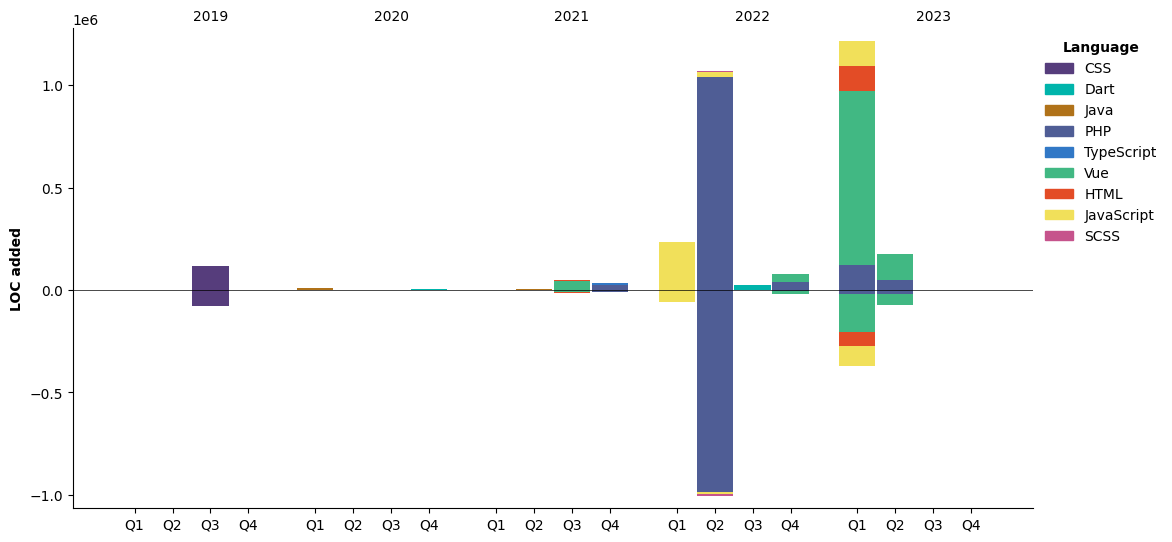 2019 2020 2021 2022 2023
1e6
Language
CSS
Dart
Java
PHP
TypeScript
Vue
HTML
JavaScript
SCSS
LOC added
1.0
0.5
0.0
−0.5
−1.0
Q1 Q2 Q3 Q4 Q1 Q2 Q3 Q4 Q1 Q2 Q3 Q4 Q1 Q2 Q3 Q4 Q1 Q2 Q3 Q4